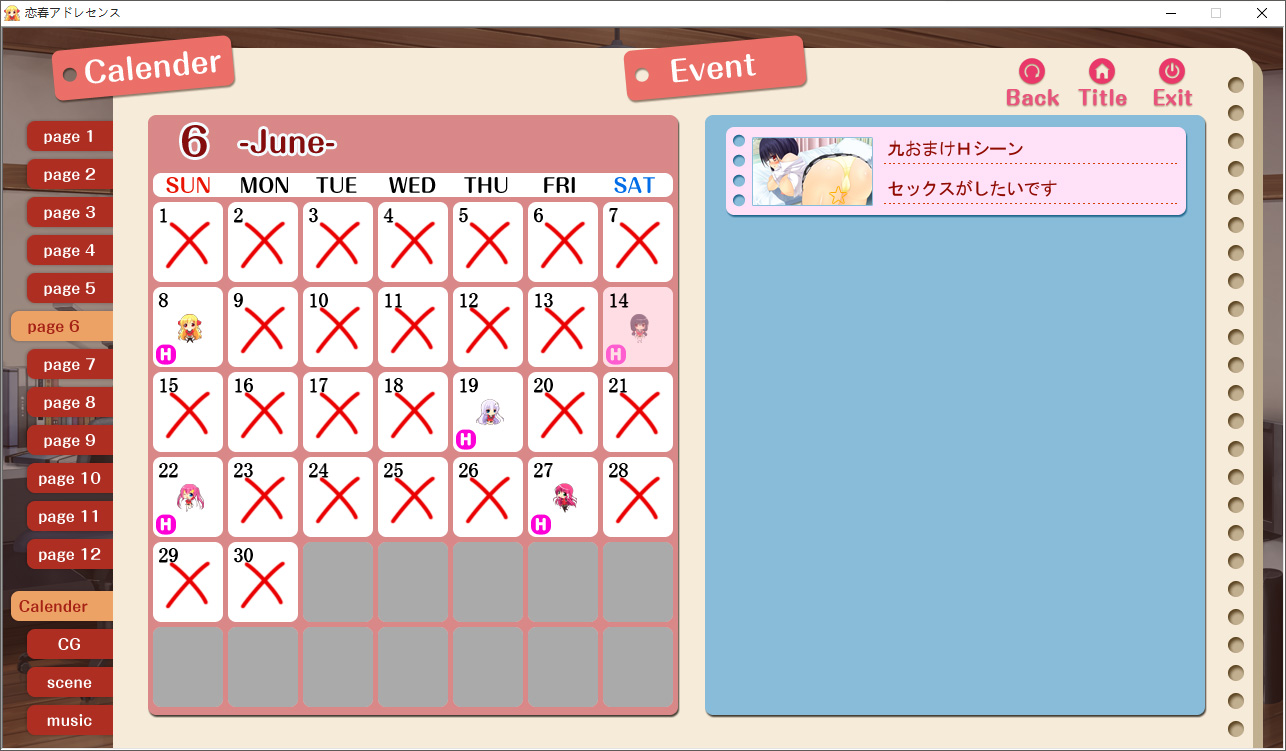 恋春アドレセンス
Calender
Event
Back
Title
Exit
page 1
page 2
page 3
page 4
page 5
page 6
page 7
page 8
page 9
page 10
page 11
page 12
Calender
CG
scene
music
6 -June-
SUN MON TUE WED THU FRI SAT
1 2 3 4 5 6 7
8 9 10 11 12 13 14
H H
15 16 17 18 19 20 21
H
22 23 24 25 26 27 28
H H
29 30
九おまけHシーン
セックスがしたいです